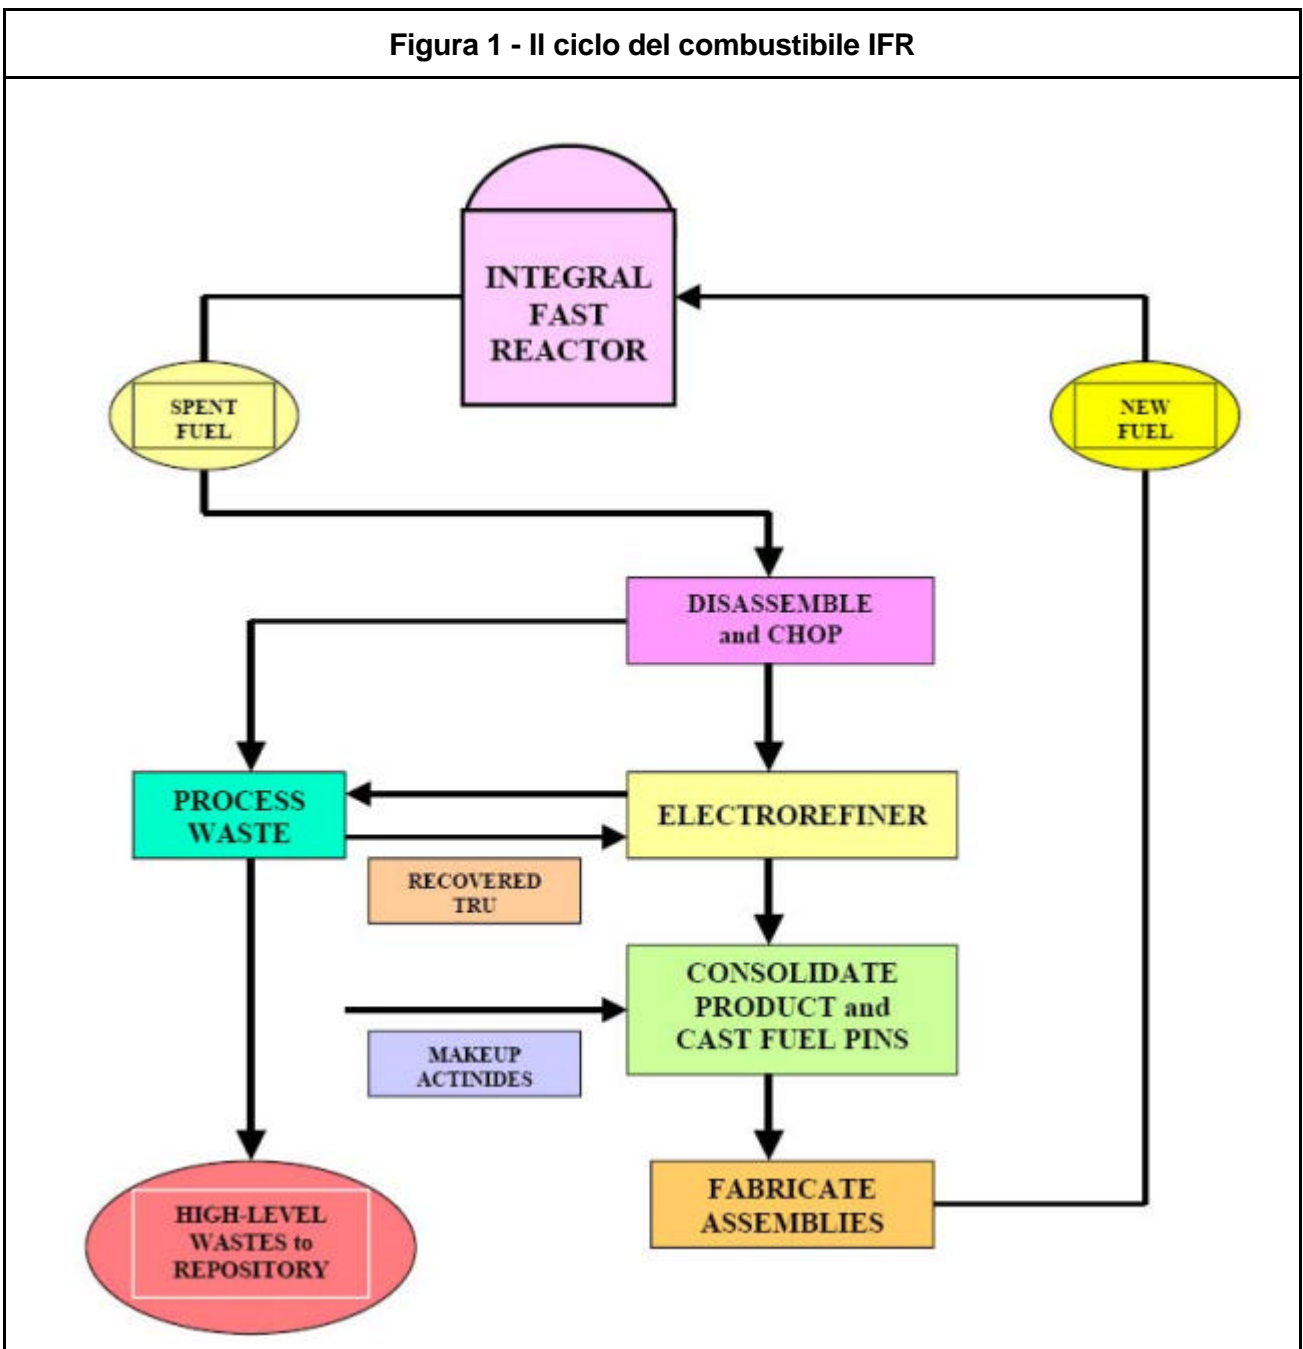 Figura 1 - Il ciclo del combustibile IFR
INTEGRAL
FAST
REACTOR
SPENT
FUEL
NEW
FUEL
DISASSEMBLE
and CHOP
PROCESS
WASTE
ELECTROREFINER
RECOVERED
TRU
CONSOLIDATE
PRODUCT and
CAST FUEL PINS
MAKEUP
ACTINIDES
FABRICATE
ASSEMBLIES
HIGH-LEVEL
WASTES to
REPOSITORY